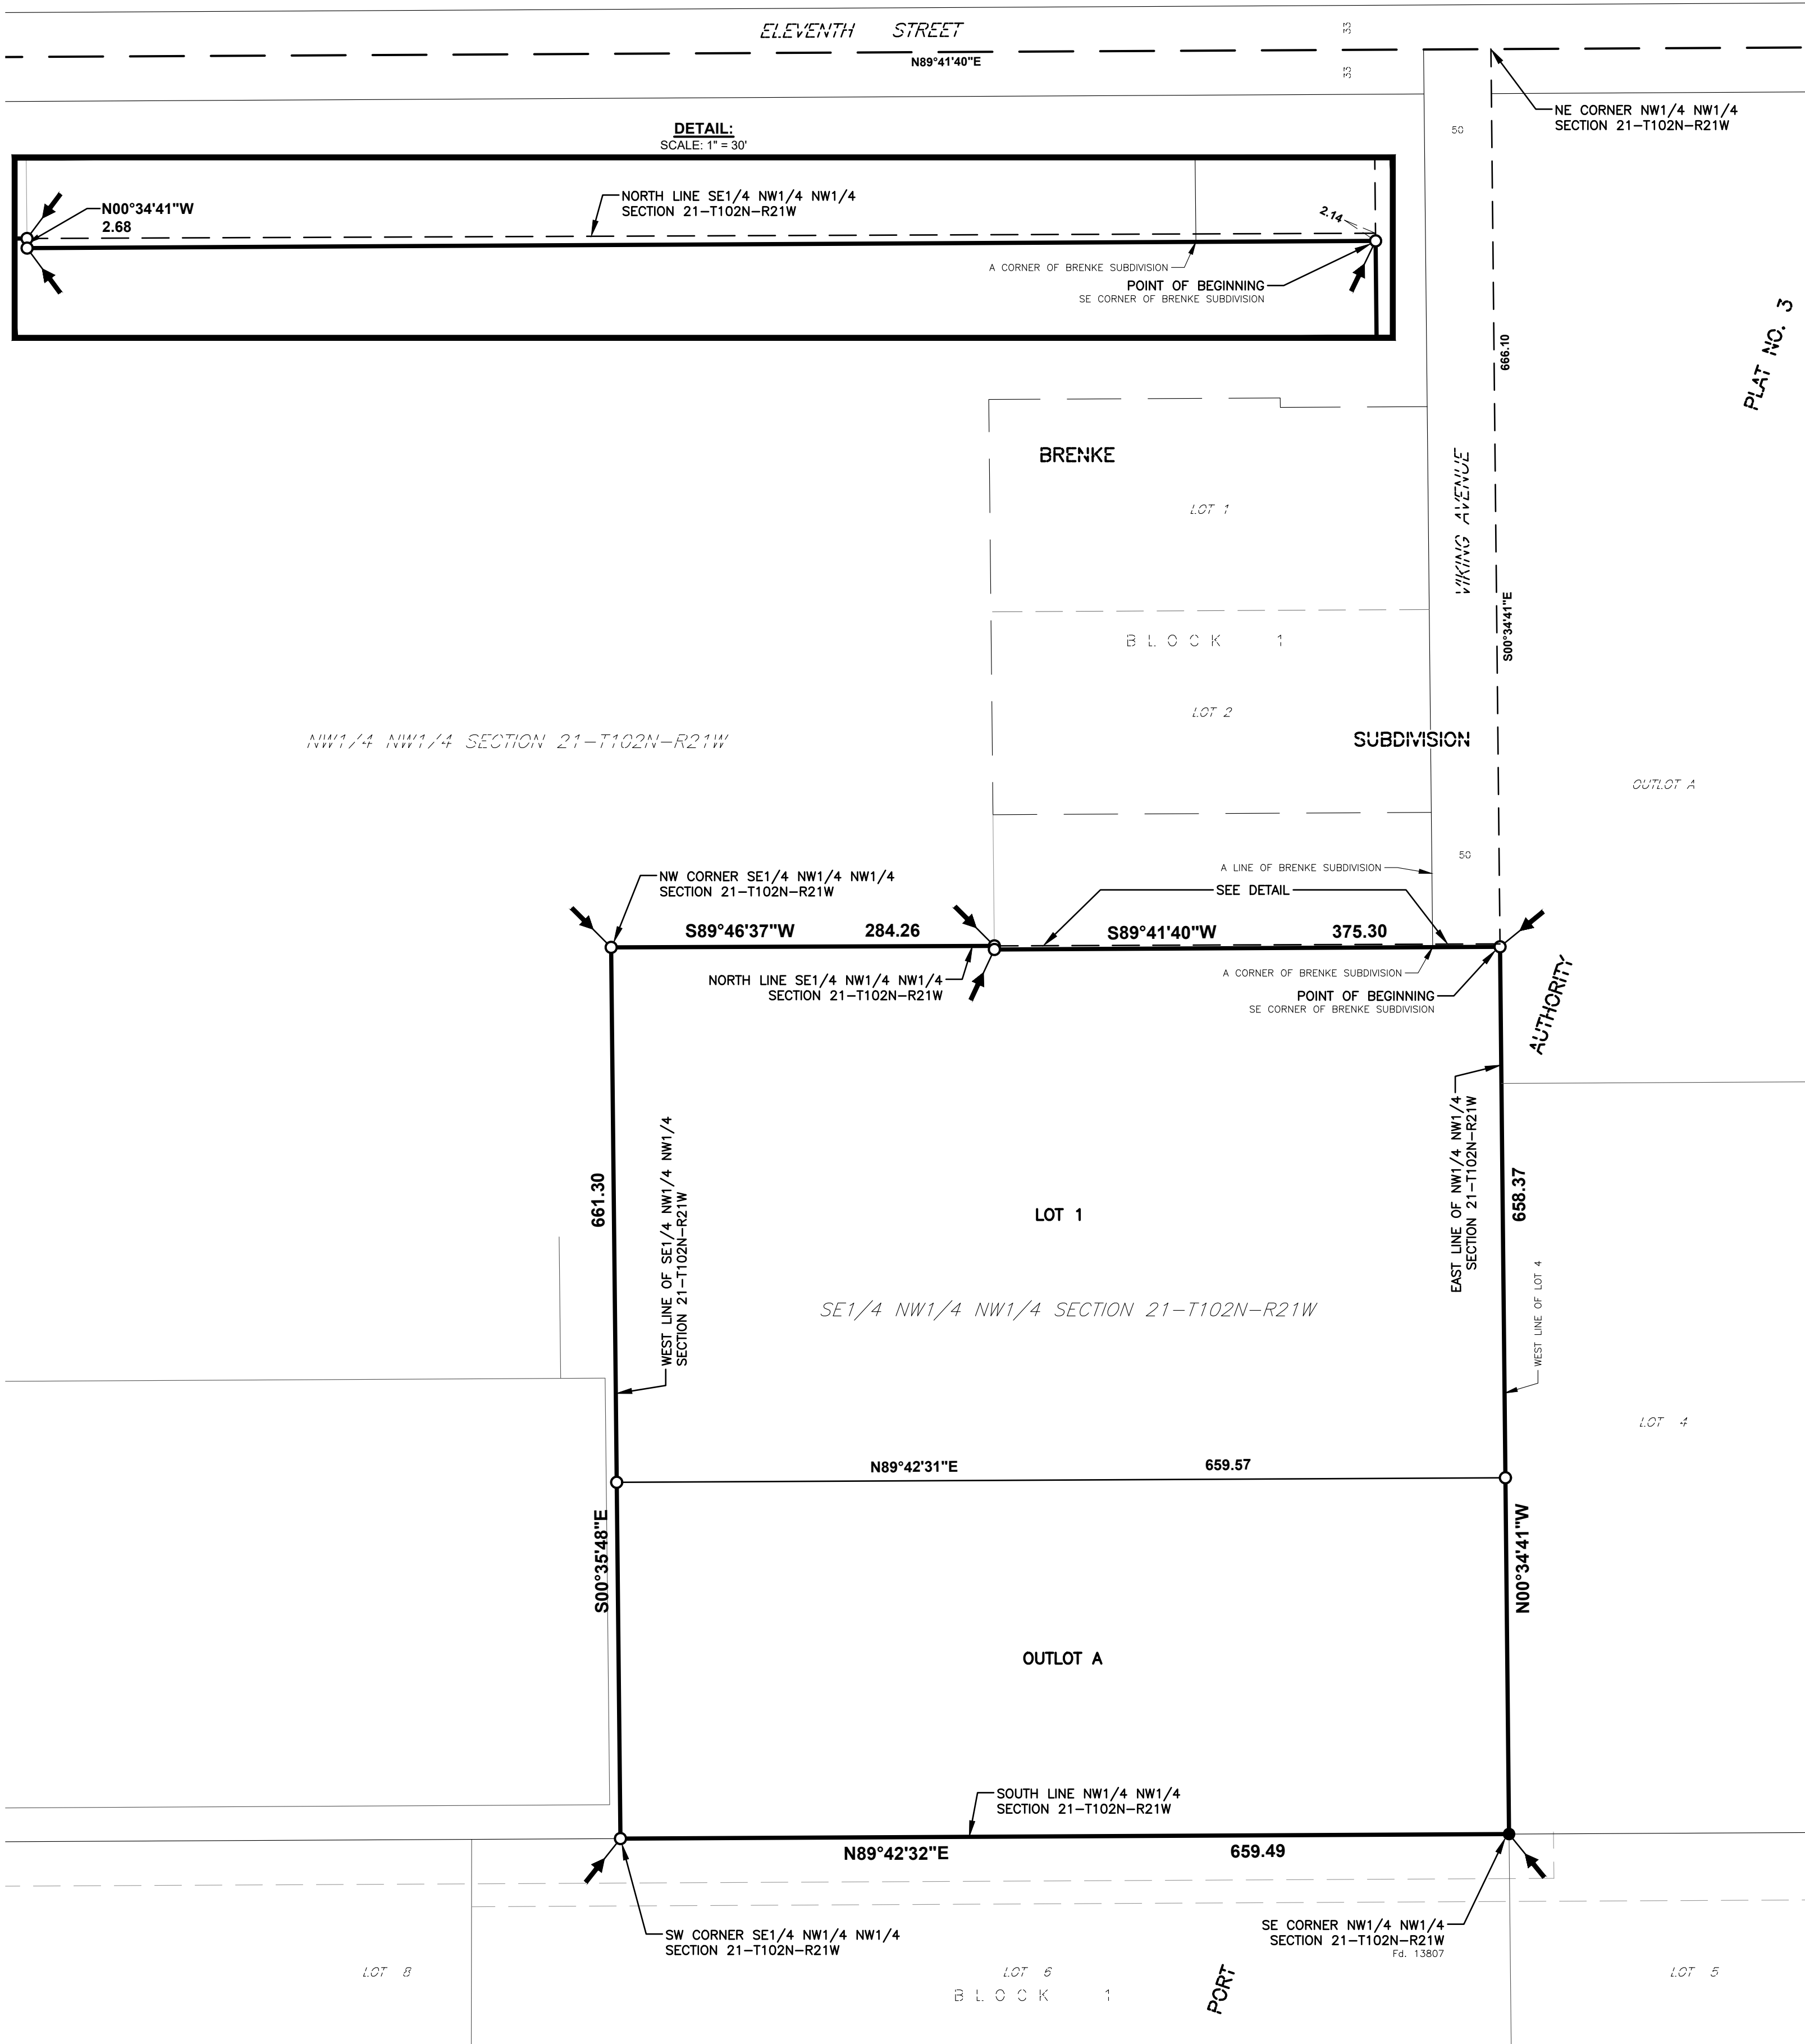 ELEVENTH STREET
33
N89°41'40"E
33
NE CORNER NW1/4 NW1/4
SECTION 21-T102N-R21W
50
DETAIL:
SCALE: 1" = 30'
N00°34'41"W
2.68
NORTH LINE SE1/4 NW1/4 NW1/4
SECTION 21-T102N-R21W
2.14
A CORNER OF BRENKE SUBDIVISION
POINT OF BEGINNING
SE CORNER OF BRENKE SUBDIVISION
666.10
PLAT NO. 3
BRENKE
LOT 1
VIKING AVENUE
S00°34'41"E
BLOCK 1
LOT 2
NW1/4 NW1/4 SECTION 21-T102N-R21W
SUBDIVISION
OUTLOT A
50
A LINE OF BRENKE SUBDIVISION
NW CORNER SE1/4 NW1/4 NW1/4
SECTION 21-T102N-R21W
SEE DETAIL
S89°46'37"W 284.26
S89°41'40"W 375.30
NORTH LINE SE1/4 NW1/4 NW1/4
SECTION 21-T102N-R21W
A CORNER OF BRENKE SUBDIVISION
POINT OF BEGINNING
SE CORNER OF BRENKE SUBDIVISION
AUTHORITY
661.30
WEST LINE OF SE1/4 NW1/4 NW1/4
SECTION 21-T102N-R21W
LOT 1
EAST LINE OF NW1/4 NW1/4
SECTION 21-T102N-R21W
658.37
WEST LINE OF LOT 4
SE1/4 NW1/4 NW1/4 SECTION 21-T102N-R21W
LOT 4
N89°42'31"E 659.57
S00°35'48"E
N00°34'41"W
OUTLOT A
SOUTH LINE NW1/4 NW1/4
SECTION 21-T102N-R21W
N89°42'32"E 659.49
SW CORNER SE1/4 NW1/4 NW1/4
SECTION 21-T102N-R21W
SE CORNER NW1/4 NW1/4
SECTION 21-T102N-R21W
Fd. 13807
LOT 8
LOT 6
BLOCK 1
PORT
LOT 5